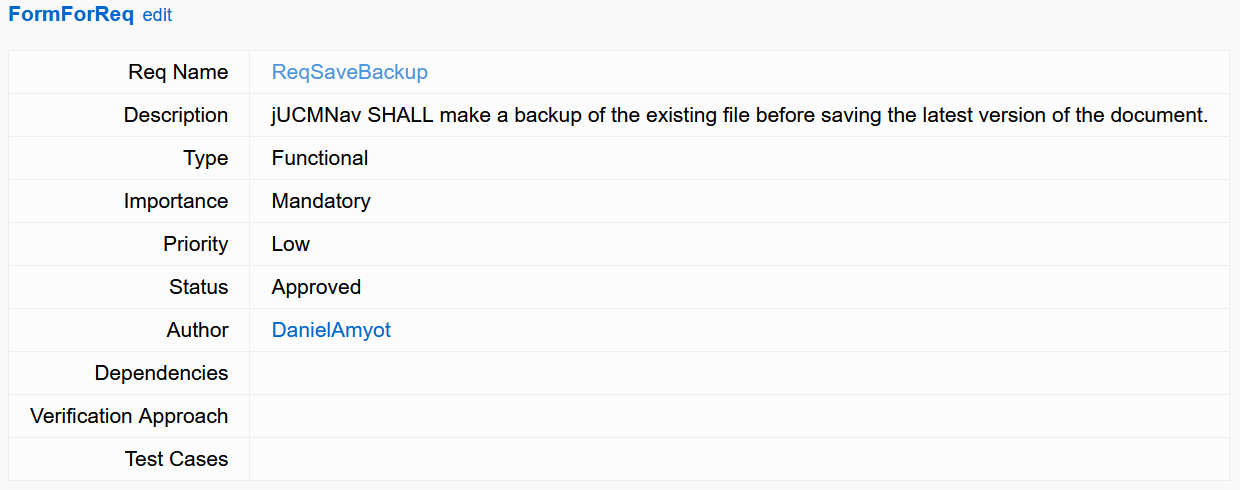 FormForReq edit
Req Name ReqSaveBackup
Description jUCMNav SHALL make a backup of the existing file before saving the latest version of the document.
Type Functional
Importance Mandatory
Priority Low
Status Approved
Author DanielAmyot
Dependencies
Verification Approach
Test Cases